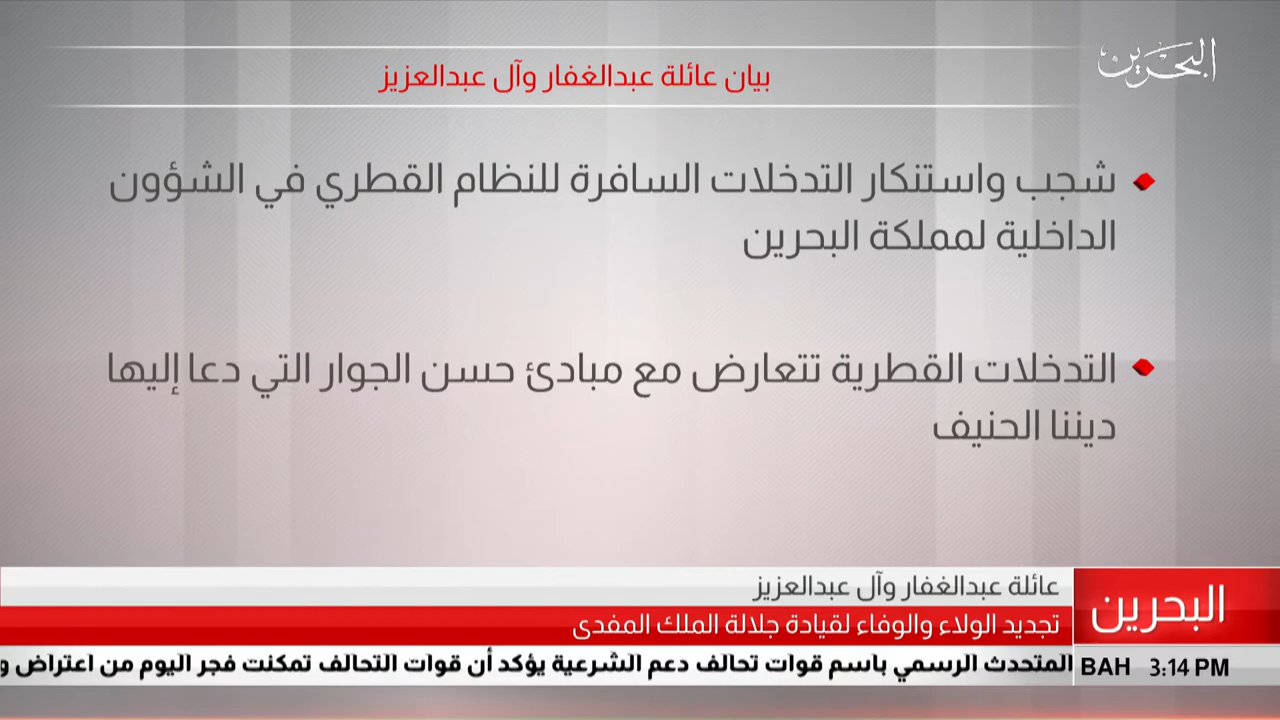 البحرين
بيان عائلة عبدالغفار وآل عبدالعزيز
شجب واستنكار التدخلات السافرة للنظام القطري في الشؤون
الداخلية لمملكة البحرين
التدخلات القطرية تتعارض مع مبادئ حسن الجوار التي دعا إليها
ديننا الحنيف
البحرين
عائلة عبدالغفار وآل عبدالعزيز
تجديد الولاء والوفاء لقيادة جلالة الملك المفدى
BAH 3:14 PM
المتحدث الرسمي باسم قوات تحالف دعم الشرعية يؤكد أن قوات التحالف تمكنت فجر اليوم من اعتراض و